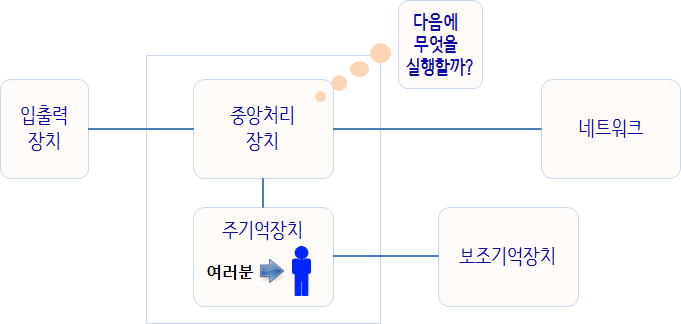 다음에
무엇을
실행할까?
입출력
장치
중앙처리
장치
네트워크
주기억장치
여러분
보조기억장치